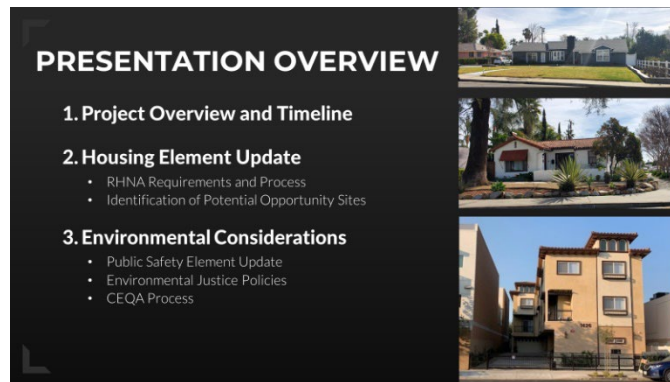 PRESENTATION OVERVIEW
1. Project Overview and Timeline
2. Housing Element Update
• RHNA Requirements and Process
• Identification of Potential Opportunity Sites
3. Environmental Considerations
• Public Safety Element Update
• Environmental Justice Policies
• CEQA Process